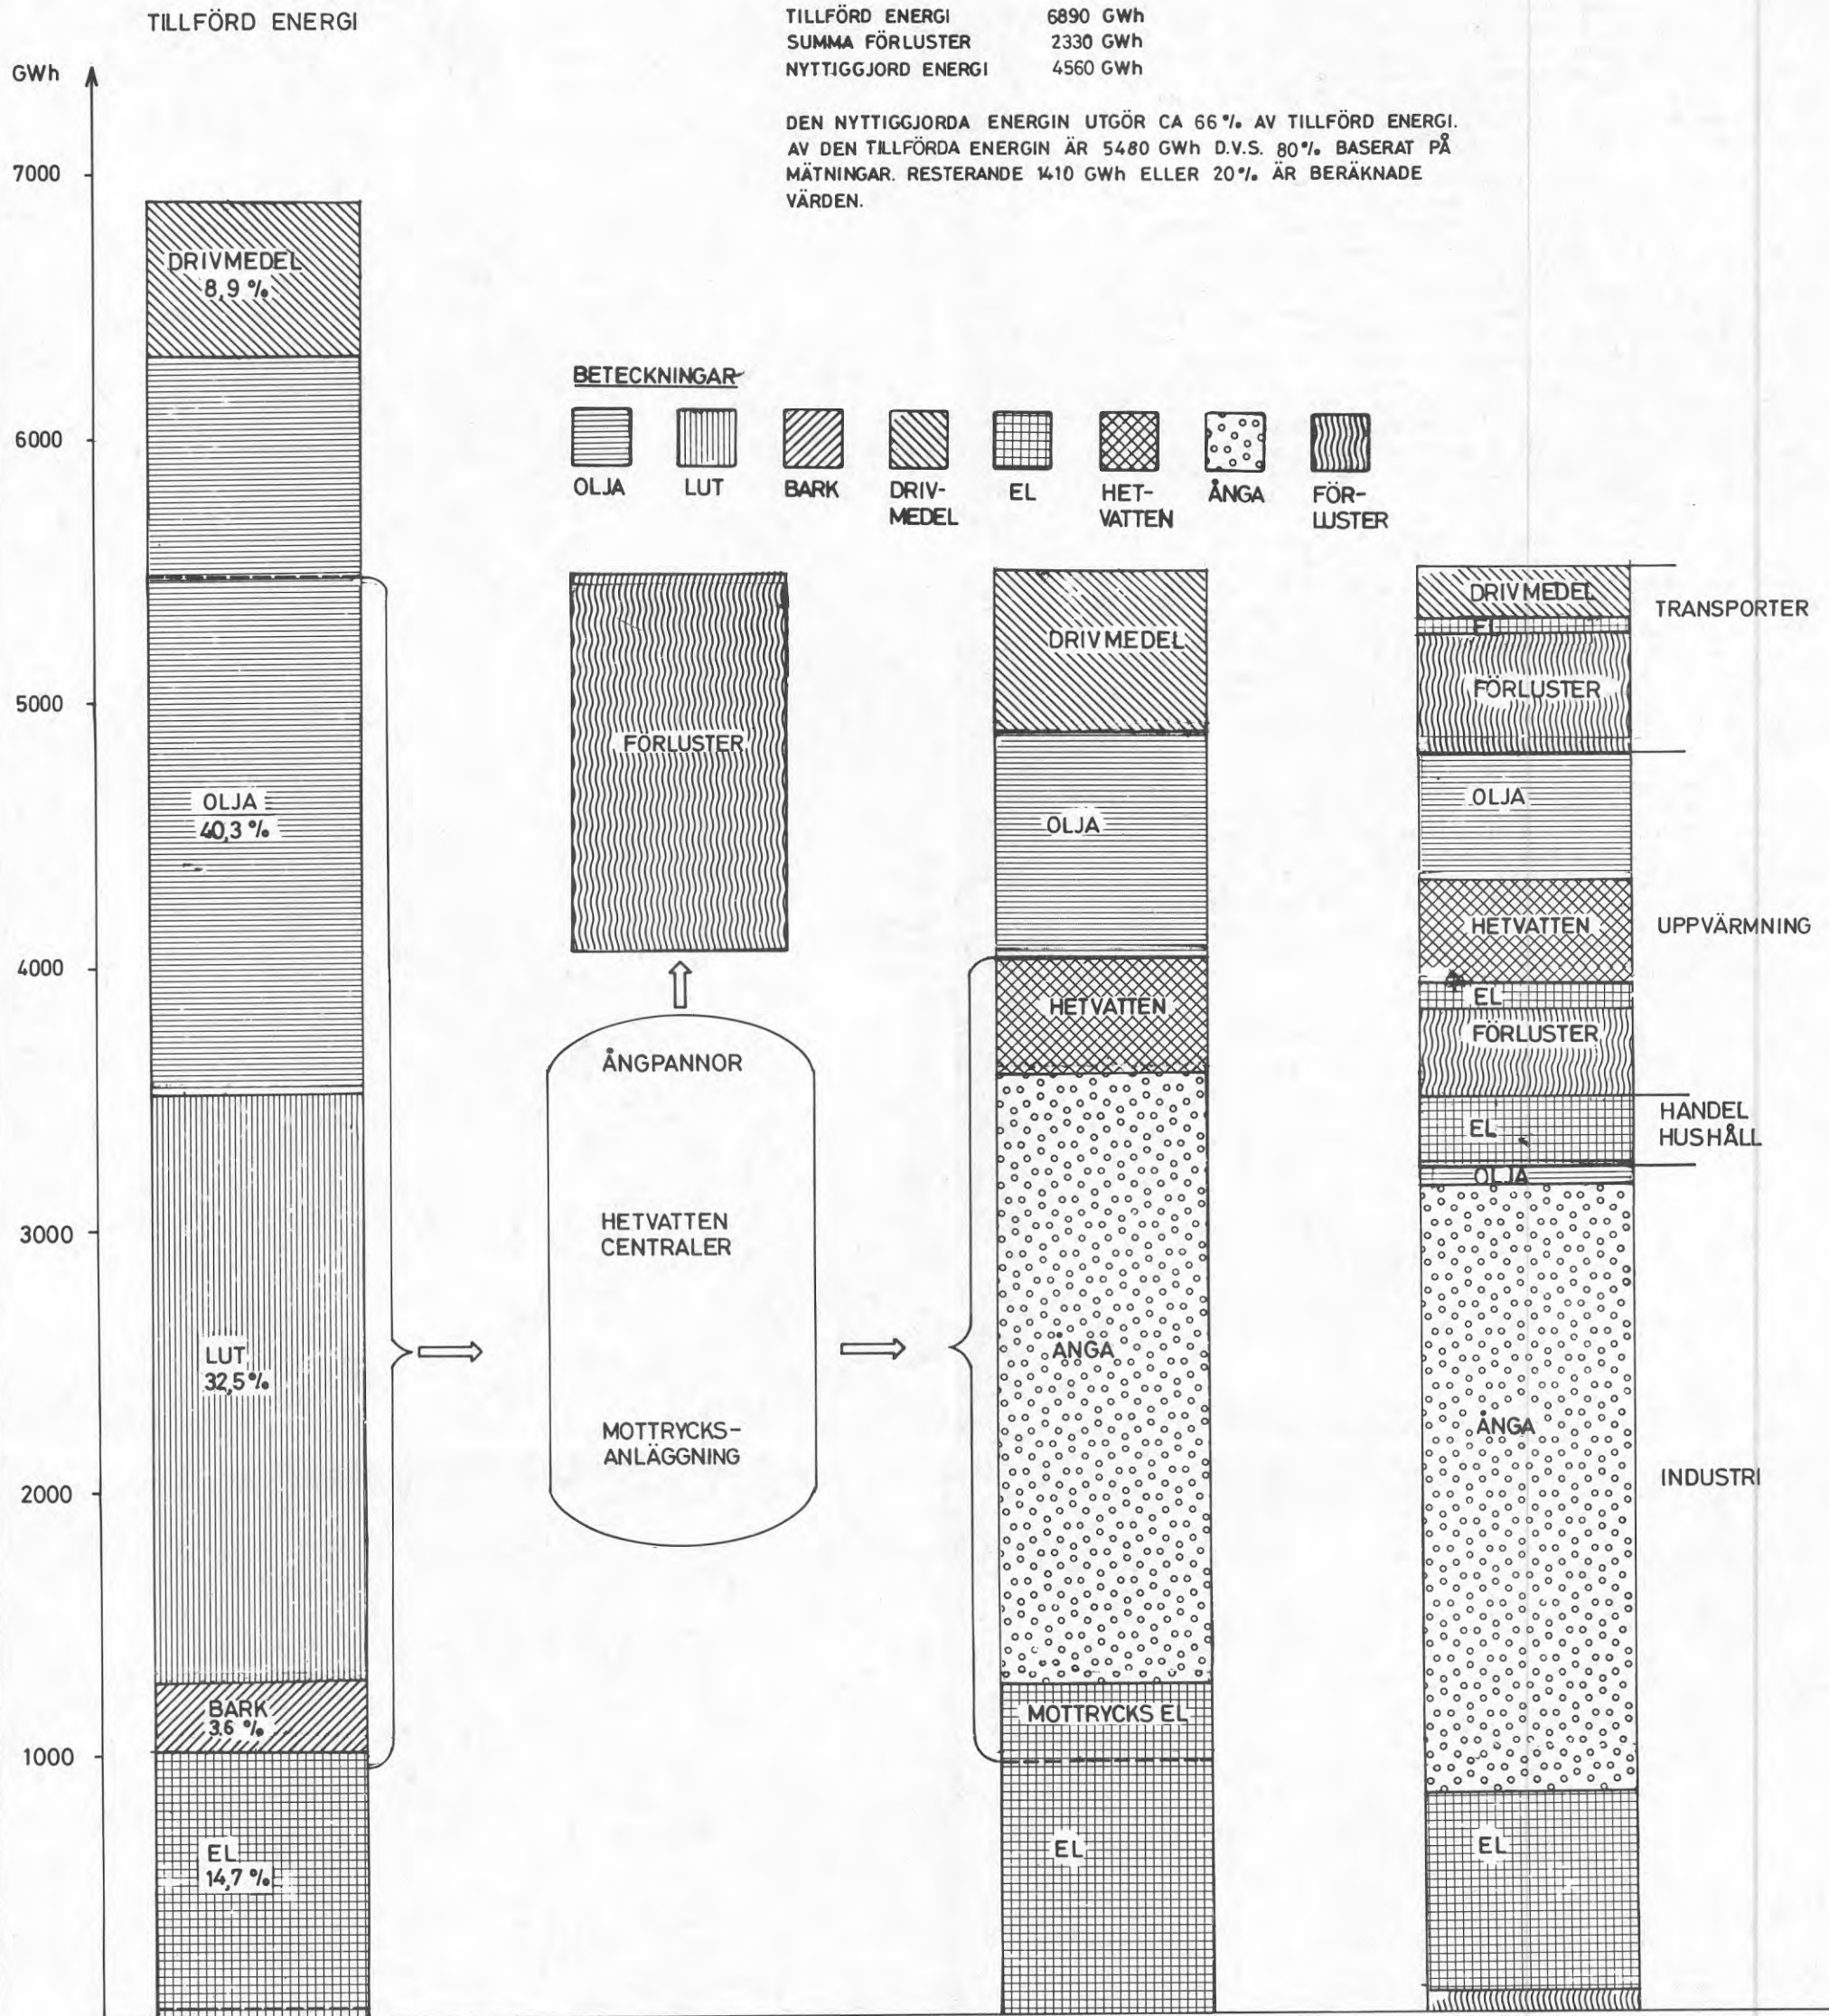 TILLFÖRD ENERGI
TILLFÖRD ENERGI 6890 GWh
SUMMA FÖRLUSTER 2330 GWh
NYTTIGGJORD ENERGI 4560 GWh
DEN NYTTIGGJORDA ENERGIN UTGÖR CA 66 % AV TILLFÖRD ENERGI.
AV DEN TILLFÖRDA ENERGIN ÄR 5480 GWh D.V.S. 80 % BASERAT PÅ
MÄTNINGAR. RESTERANDE 1410 GWh ELLER 20 % ÄR BERÄKNADE
VÄRDEN.
GWh
7000
6000
5000
4000
3000
2000
1000
DRIVMEDEL
8,9 %
OLJA
40,3 %
LUT
32,5 %
BARK
3.6 %
EL
14,7 %
BETECKNINGAR
OLJA
LUT
BARK
DRIV-
MEDEL
EL
HET-
VATTEN
ÅNGA
FÖR-
LUSTER
FÖRLUSTER
ÅNGPANNOR
HETVATTEN
CENTRALER
MOTTRYCKS-
ANLÄGGNING
DRIVMEDEL
OLJA
HETVATTEN
ÅNGA
MOTTRYCKS EL
EL
DRIVMEDEL
EL
FÖRLUSTER
OLJA
HETVATTEN
EL
FÖRLUSTER
EL
OLJA
ÅNGA
EL
TRANSPORTER
UPPVÄRMNING
HANDEL
HUSHÅLL
INDUSTRI